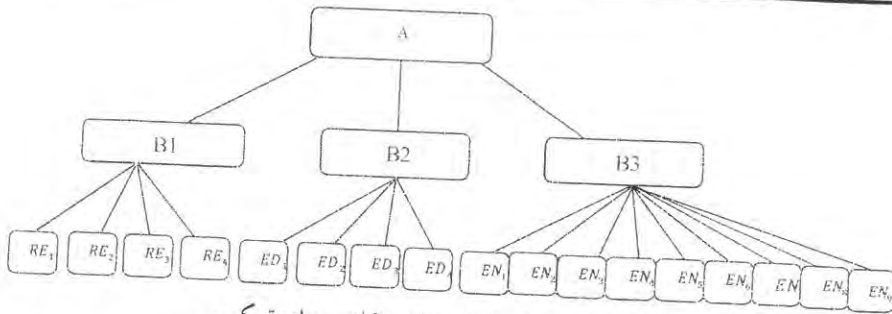 A
B1 B2 B3
RE₁ RE₂ RE₃ RE₄ ED₁ ED₂ ED₃ ED₄ EN₁ EN₂ EN₃ EN₄ EN₅ EN₆ EN EN₈ EN₉